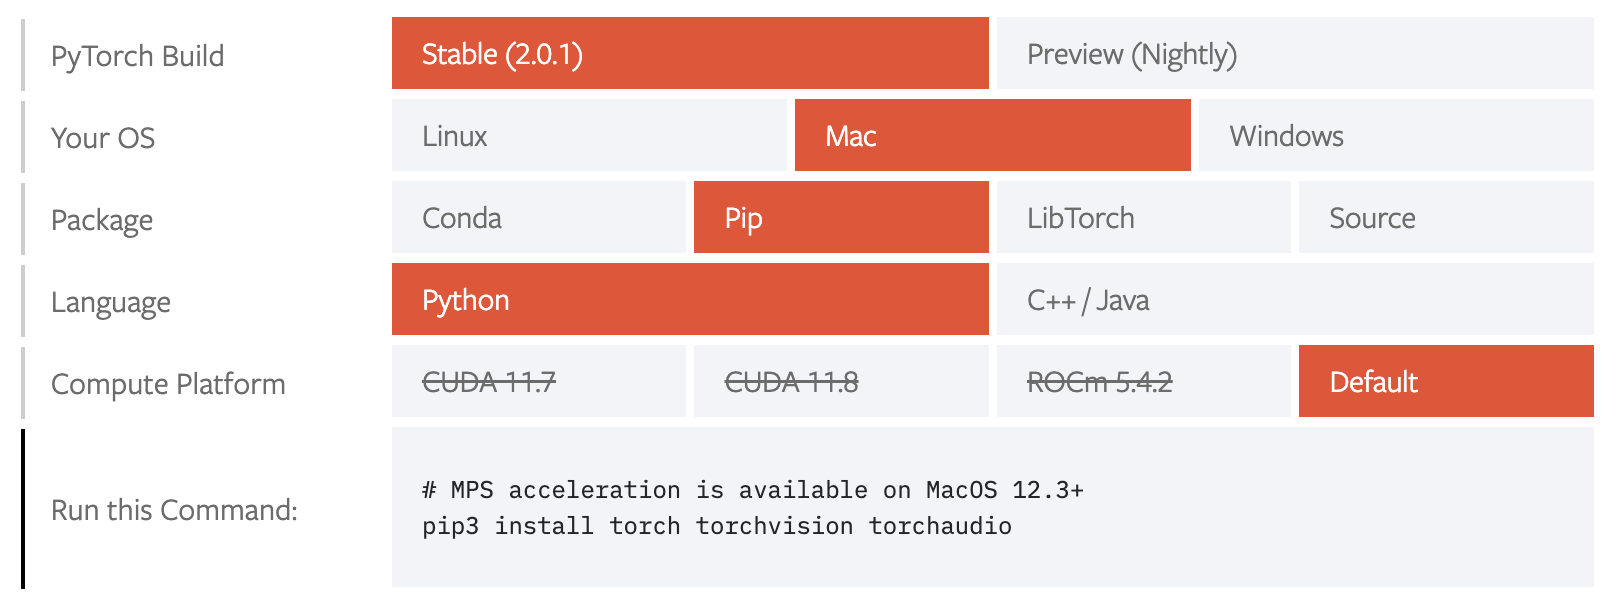 PyTorch Build
Stable (2.0.1)
Preview (Nightly)
Your OS
Linux
Mac
Windows
Package
Conda
Pip
LibTorch
Source
Language
Python
C++ / Java
Compute Platform
CUDA 11.7
CUDA 11.8
ROCm 5.4.2
Default
Run this Command:
# MPS acceleration is available on MacOS 12.3+
pip3 install torch torchvision torchaudio